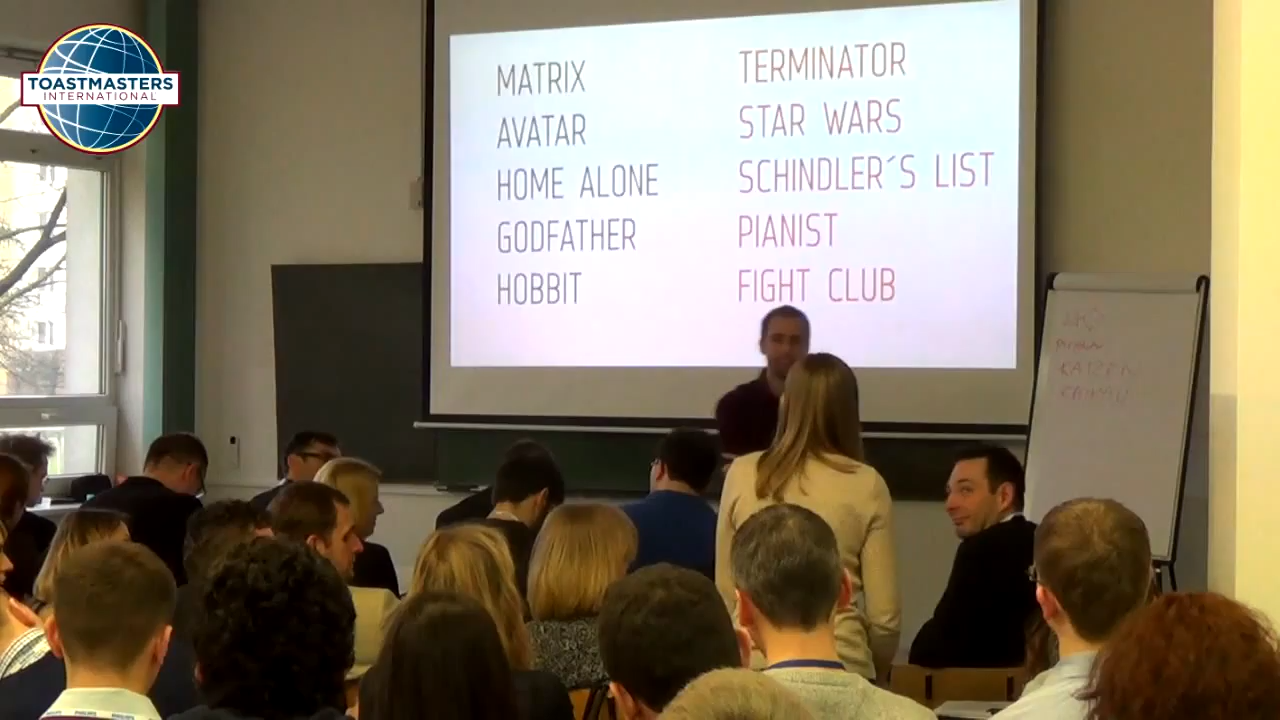 TOASTMASTERS
INTERNATIONAL
MATRIX
AVATAR
HOME ALONE
GODFATHER
HOBBIT
TERMINATOR
STAR WARS
SCHINDLER´S LIST
PIANIST
FIGHT CLUB
KAIZEN